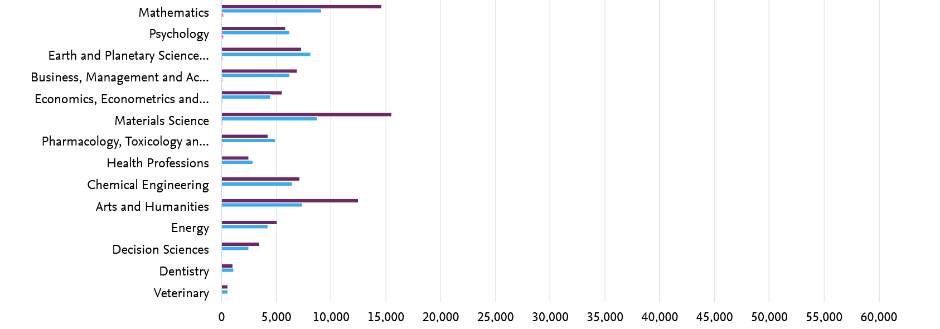 Mathematics
Psychology
Earth and Planetary Science...
Business, Management and Ac...
Economics, Econometrics and...
Materials Science
Pharmacology, Toxicology an...
Health Professions
Chemical Engineering
Arts and Humanities
Energy
Decision Sciences
Dentistry
Veterinary
0 5,000 10,000 15,000 20,000 25,000 30,000 35,000 40,000 45,000 50,000 55,000 60,000